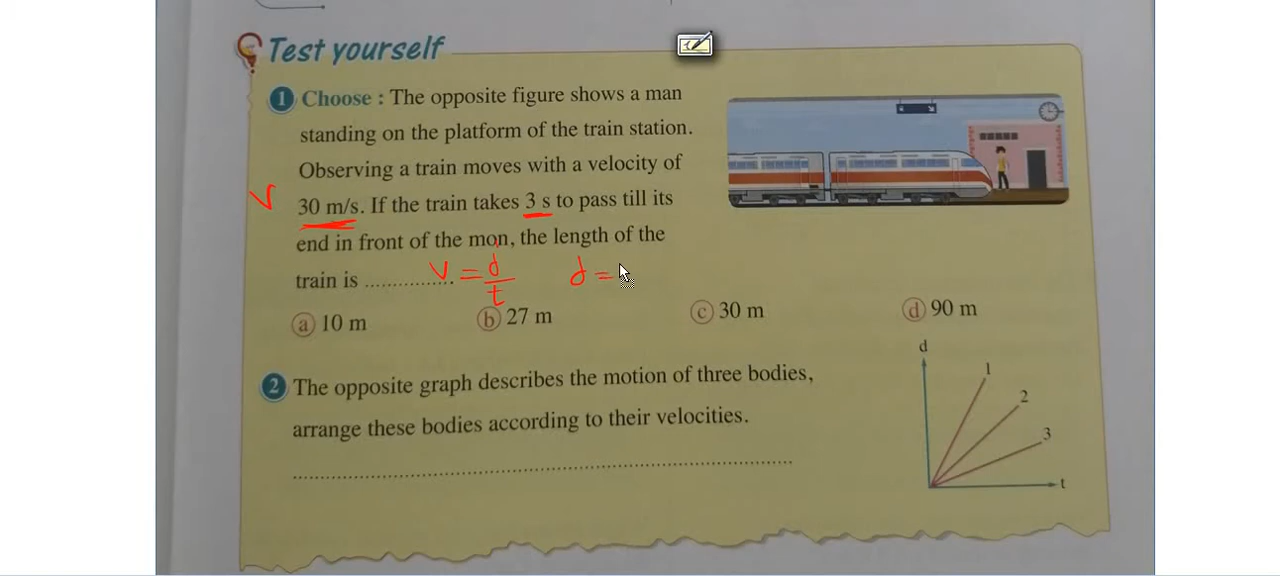 Test yourself
1 Choose : The opposite figure shows a man
standing on the platform of the train station.
Observing a train moves with a velocity of
V
30 m/s. If the train takes 3 s to pass till its
end in front of the mon, the length of the
train is ................
V = d/t d =
a 10 m b 27 m c 30 m d 90 m
2 The opposite graph describes the motion of three bodies,
arrange these bodies according to their velocities.
d
1
2
3
t